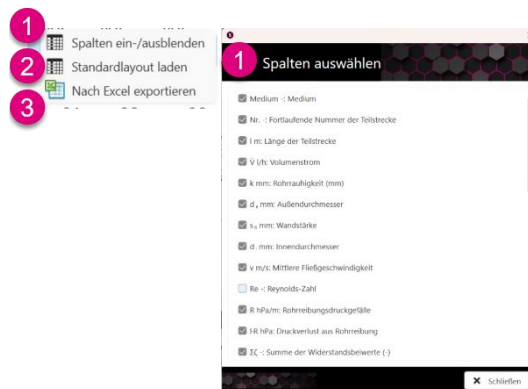 1
Spalten ein-/ausblenden
2
Standardlayout laden
3
Nach Excel exportieren
1
Spalten auswählen
Medium -: Medium
Nr. -: Fortlaufende Nummer der Teilstrecke
l m: Länge der Teilstrecke
V̇ l/h: Volumenstrom
k mm: Rohrrauhigkeit (mm)
dₐ mm: Außendurchmesser
mm: Wandstärke
d mm: Innendurchmesser
v m/s: Mittlere Fließgeschwindigkeit
Re -: Reynolds-Zahl
R hPa/m: Rohrreibungsdruckgefälle
l·R hPa: Druckverlust aus Rohrreibung
Σζ -: Summe der Widerstandsbeiwerte (-)
Schließen